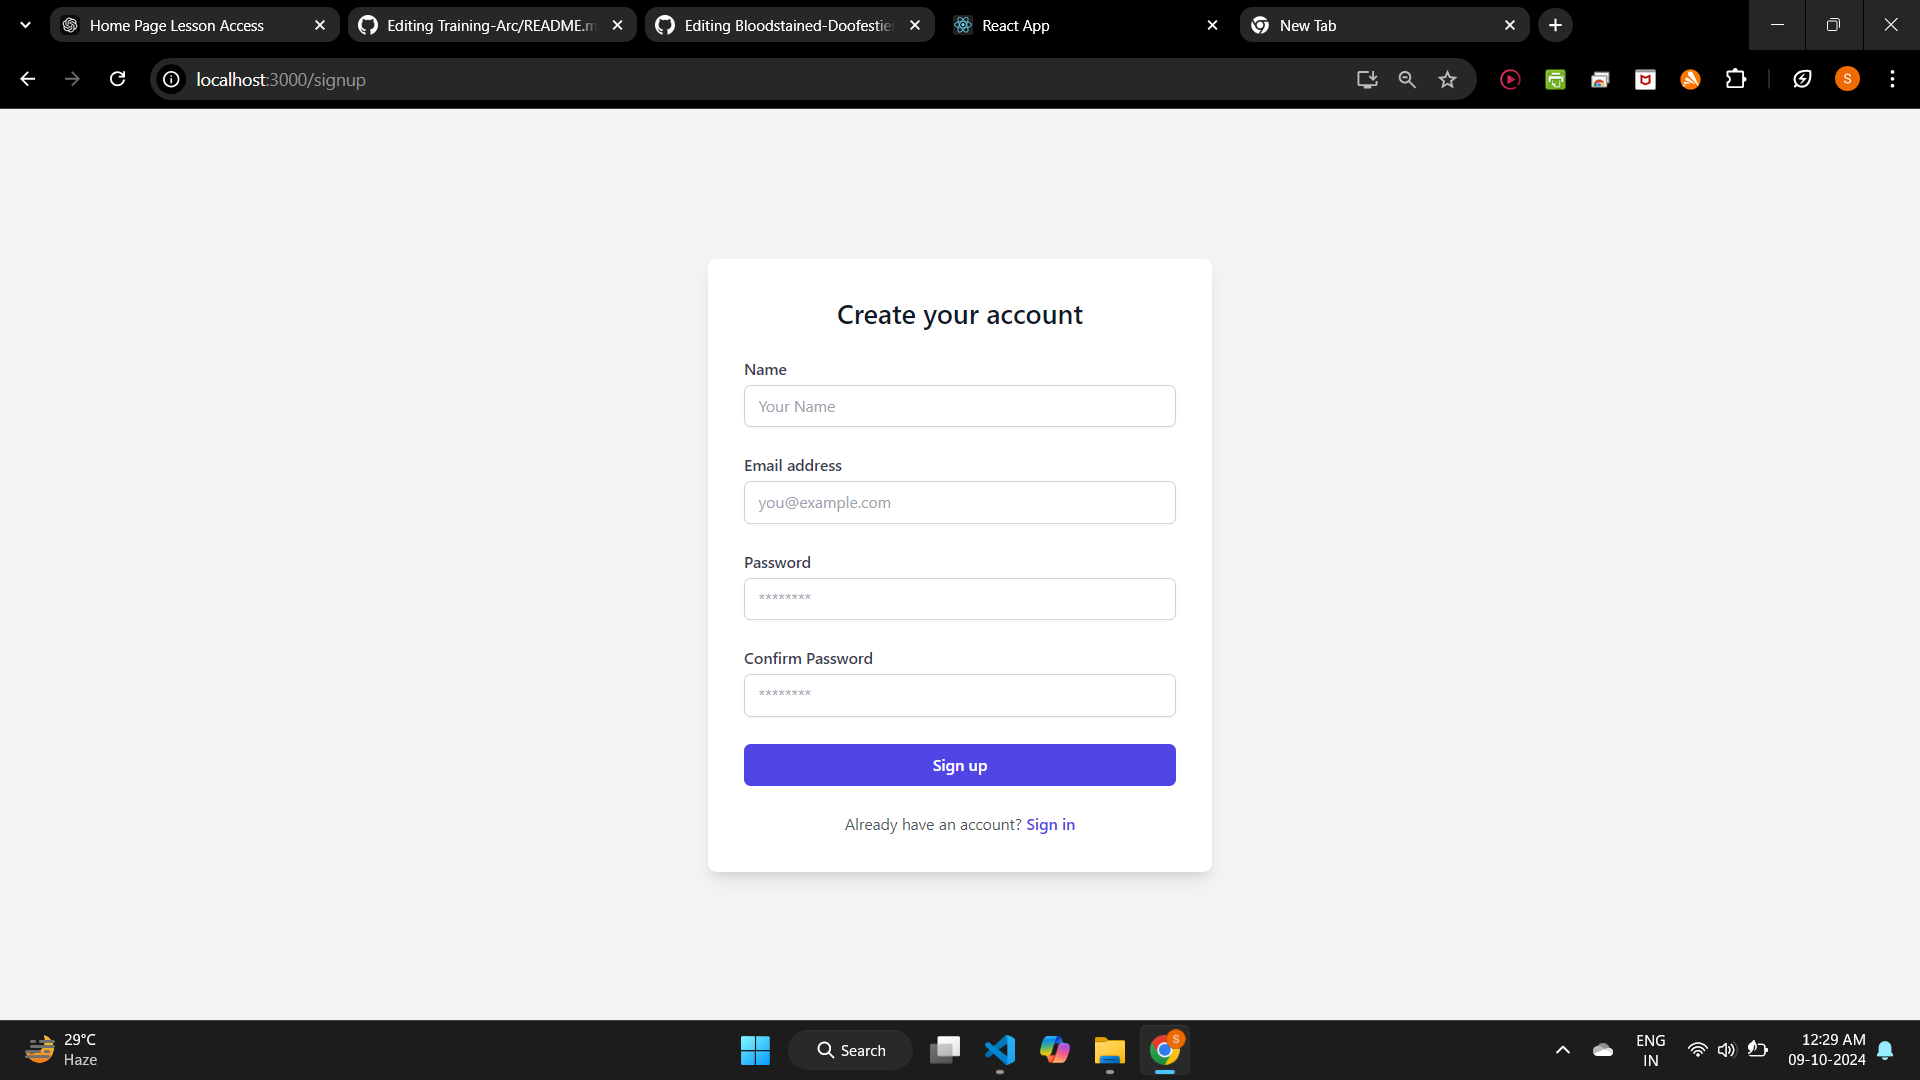 Home Page Lesson Access
Editing Training-Arc/README.m
Editing Bloodstained-Doofestie
React App
New Tab
localhost:3000/signup
S
Create your account
Name
Your Name
Email address
you@example.com
Password
********
Confirm Password
********
Sign up
Already have an account? Sign in
29°C
Haze
Search
S
ENG
IN
12:29 AM
09-10-2024